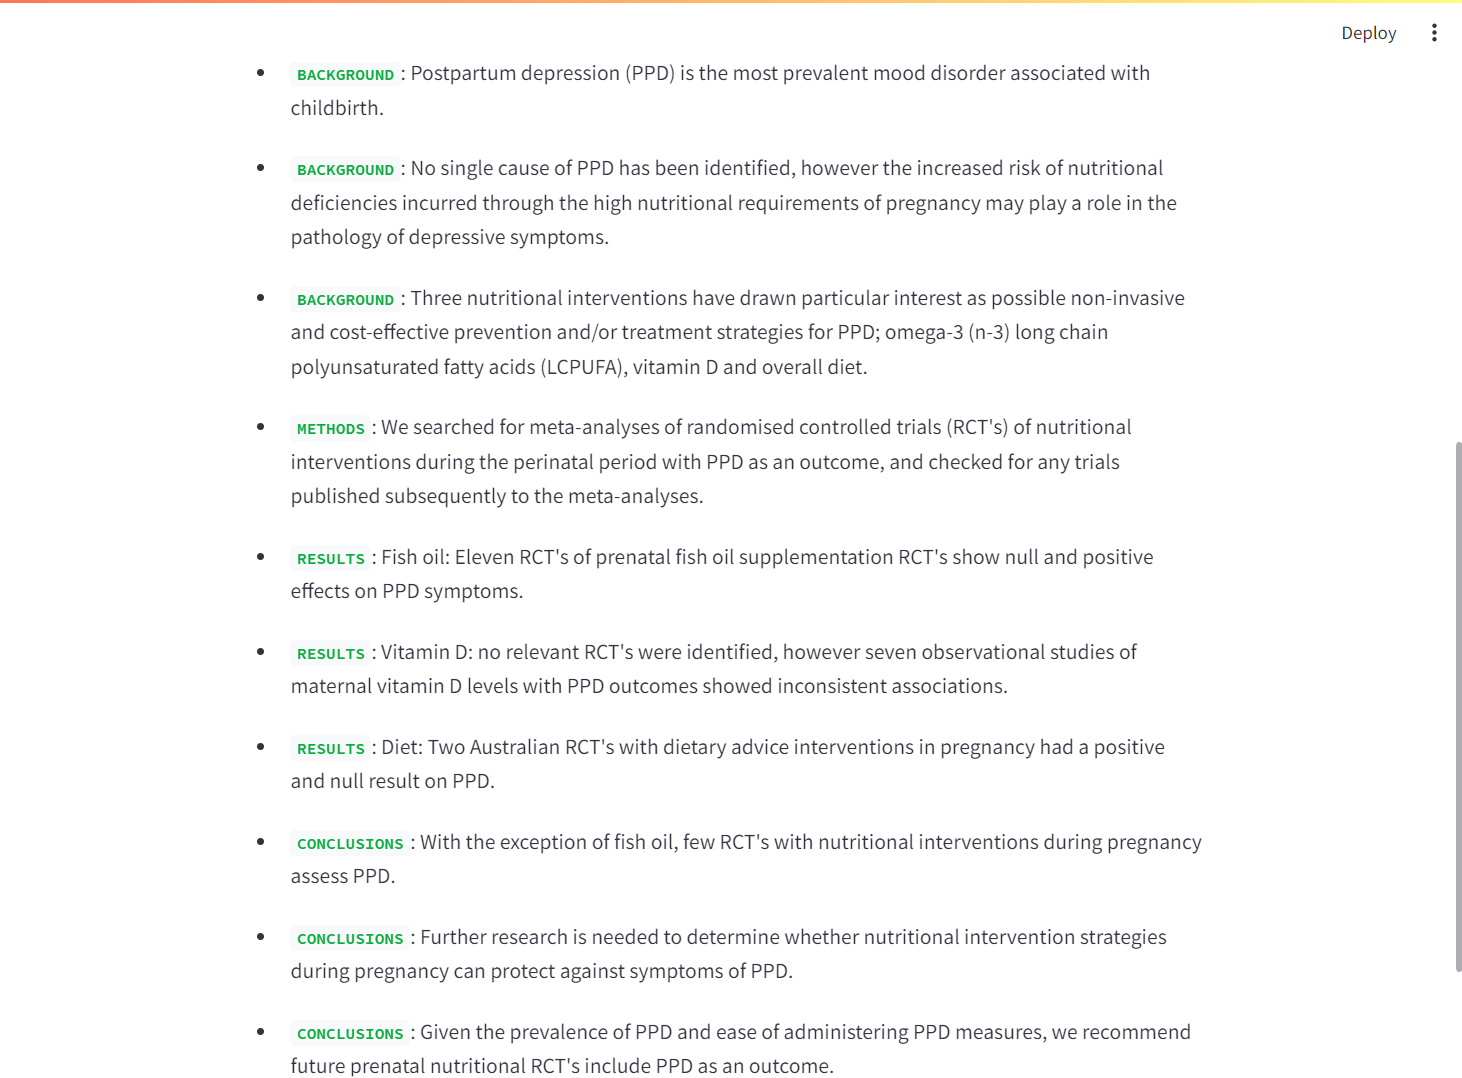 Deploy
BACKGROUND : Postpartum depression (PPD) is the most prevalent mood disorder associated with
childbirth.
BACKGROUND : No single cause of PPD has been identified, however the increased risk of nutritional
deficiencies incurred through the high nutritional requirements of pregnancy may play a role in the
pathology of depressive symptoms.
BACKGROUND : Three nutritional interventions have drawn particular interest as possible non-invasive
and cost-effective prevention and/or treatment strategies for PPD; omega-3 (n-3) long chain
polyunsaturated fatty acids (LCPUFA), vitamin D and overall diet.
METHODS : We searched for meta-analyses of randomised controlled trials (RCT's) of nutritional
interventions during the perinatal period with PPD as an outcome, and checked for any trials
published subsequently to the meta-analyses.
RESULTS : Fish oil: Eleven RCT's of prenatal fish oil supplementation RCT's show null and positive
effects on PPD symptoms.
RESULTS : Vitamin D: no relevant RCT's were identified, however seven observational studies of
maternal vitamin D levels with PPD outcomes showed inconsistent associations.
RESULTS : Diet: Two Australian RCT's with dietary advice interventions in pregnancy had a positive
and null result on PPD.
CONCLUSIONS : With the exception of fish oil, few RCT's with nutritional interventions during pregnancy
assess PPD.
CONCLUSIONS : Further research is needed to determine whether nutritional intervention strategies
during pregnancy can protect against symptoms of PPD.
CONCLUSIONS : Given the prevalence of PPD and ease of administering PPD measures, we recommend
future prenatal nutritional RCT's include PPD as an outcome.